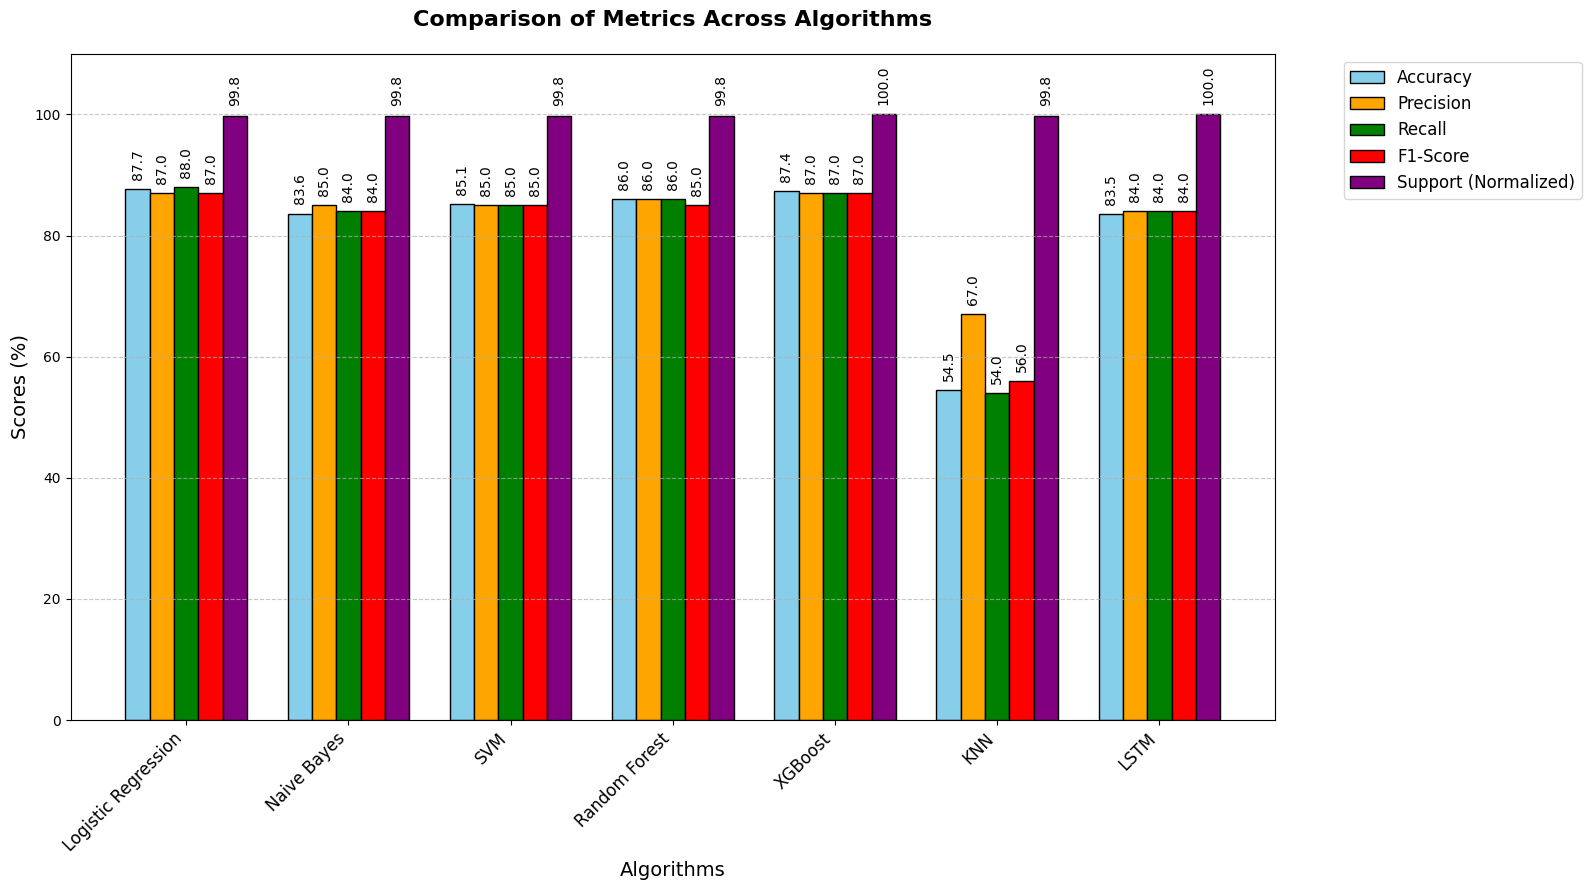 Comparison of Metrics Across Algorithms
Accuracy
Precision
Recall
F1-Score
Support (Normalized)
Scores (%)
100
80
60
40
20
0
87.7 87.0 88.0 87.0 99.8
83.6 85.0 84.0 84.0 99.8
85.1 85.0 85.0 85.0 99.8
86.0 86.0 86.0 85.0 99.8
87.4 87.0 87.0 87.0 100.0
54.5 67.0 54.0 56.0 99.8
83.5 84.0 84.0 84.0 100.0
Logistic Regression
Naive Bayes
SVM
Random Forest
XGBoost
KNN
LSTM
Algorithms